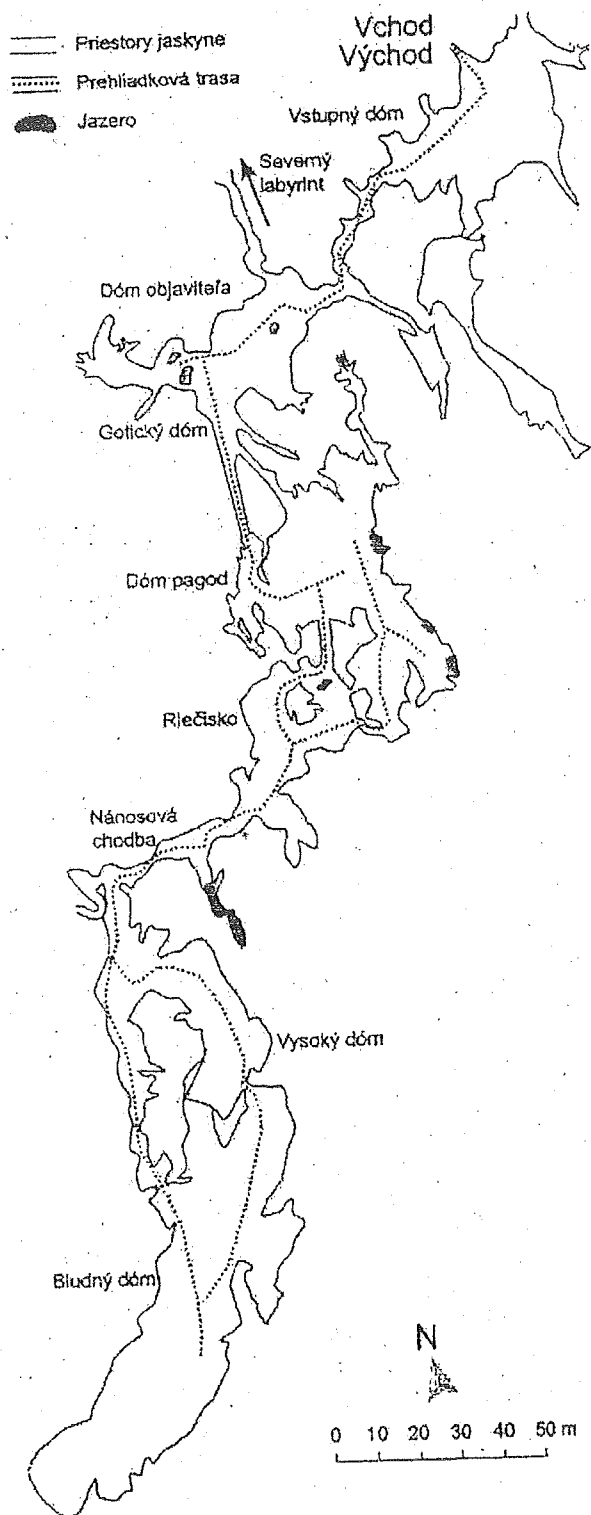 Priestory jaskyne
Prehliadková trasa
Jazero
Vchod
Východ
Vstupný dóm
Severný
labyrint
Dóm objaviteľa
Gotický dóm
Dóm pagod
Riečisko
Nánosová
chodba
Vysoký dóm
Bludný dóm
N
0 10 20 30 40 50 m